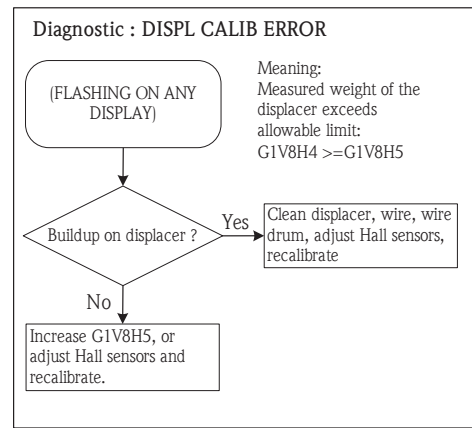 Diagnostic : DISPL CALIB ERROR
(FLASHING ON ANY
DISPLAY)
Meaning:
Measured weight of the
displacer exceeds
allowable limit:
G1V8H4 >=G1V8H5
Buildup on displacer ?
Yes
Clean displacer, wire, wire
drum, adjust Hall sensors,
recalibrate
No
Increase G1V8H5, or
adjust Hall sensors and
recalibrate.